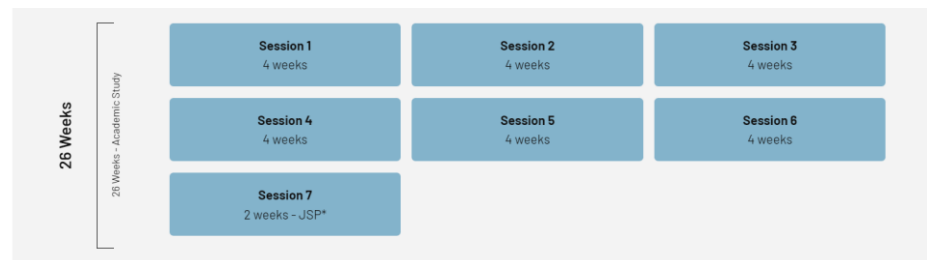 26 Weeks
26 Weeks - Academic Study
Session 1
4 weeks
Session 2
4 weeks
Session 3
4 weeks
Session 4
4 weeks
Session 5
4 weeks
Session 6
4 weeks
Session 7
2 weeks - JSP*